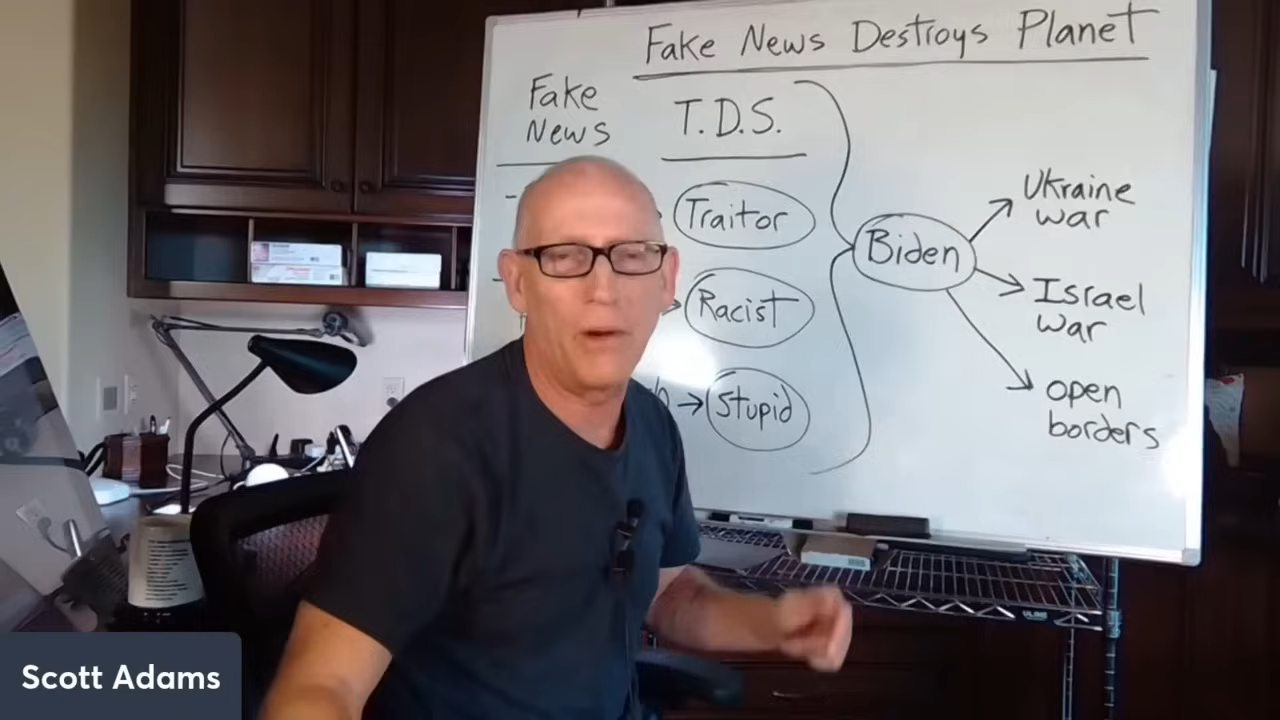 Fake News Destroys Planet
Fake
News
T.D.S.
Traitor
Racist
Stupid
Biden
Ukraine
war
Israel
war
open
borders
Scott Adams